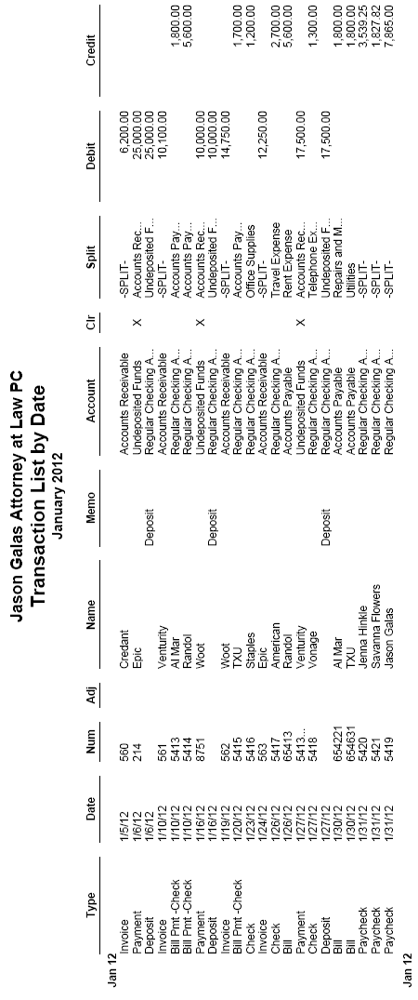 Jason Galas Attorney at Law PC
Transaction List by Date
January 2012
Type Date Num Adj Name Memo Account Clr Split Debit Credit
Jan 12
Invoice 1/5/12 560 Credant Accounts Receivable -SPLIT- 6,200.00
Payment 1/6/12 214 Epic Undeposited Funds X Accounts Rec... 25,000.00
Deposit 1/6/12 Deposit Regular Checking A... Undeposited F... 25,000.00
Invoice 1/10/12 561 Venturity Accounts Receivable -SPLIT- 10,100.00
Bill Pmt -Check 1/10/12 5413 Al Mar Regular Checking A... Accounts Pay... 1,800.00
Bill Pmt -Check 1/10/12 5414 Randol Regular Checking A... Accounts Pay... 5,600.00
Payment 1/16/12 8751 Woot Undeposited Funds X Accounts Rec... 10,000.00
Deposit 1/16/12 Deposit Regular Checking A... Undeposited F... 10,000.00
Invoice 1/19/12 562 Woot Accounts Receivable -SPLIT- 14,750.00
Bill Pmt -Check 1/20/12 5415 TXU Regular Checking A... Accounts Pay... 1,700.00
Check 1/23/12 5416 Staples Regular Checking A... Office Supplies 1,200.00
Invoice 1/24/12 563 Epic Accounts Receivable -SPLIT- 12,250.00
Check 1/26/12 5417 American Regular Checking A... Travel Expense 2,700.00
Bill 1/26/12 65413 Randol Accounts Payable Rent Expense 5,600.00
Payment 1/27/12 5413... Venturity Undeposited Funds X Accounts Rec... 17,500.00
Check 1/27/12 5418 Vonage Regular Checking A... Telephone Ex... 1,300.00
Deposit 1/27/12 Deposit Regular Checking A... Undeposited F... 17,500.00
Bill 1/30/12 654221 Al Mar Accounts Payable Repairs and M... 1,800.00
Bill 1/30/12 654631 TXU Accounts Payable Utilities 1,800.00
Paycheck 1/31/12 5420 Jenna Hinkle Regular Checking A... -SPLIT- 3,539.25
Paycheck 1/31/12 5421 Savanna Flowers Regular Checking A... -SPLIT- 1,827.82
Paycheck 1/31/12 5419 Jason Galas Regular Checking A... -SPLIT- 7,865.00
Jan 12